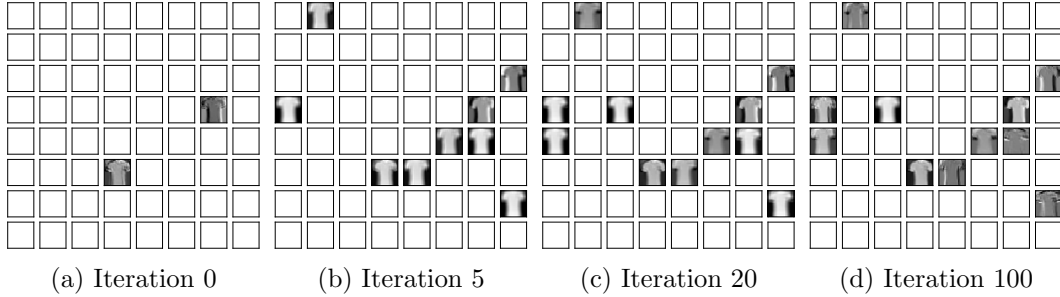 (a) Iteration 0
(b) Iteration 5
(c) Iteration 20
(d) Iteration 100